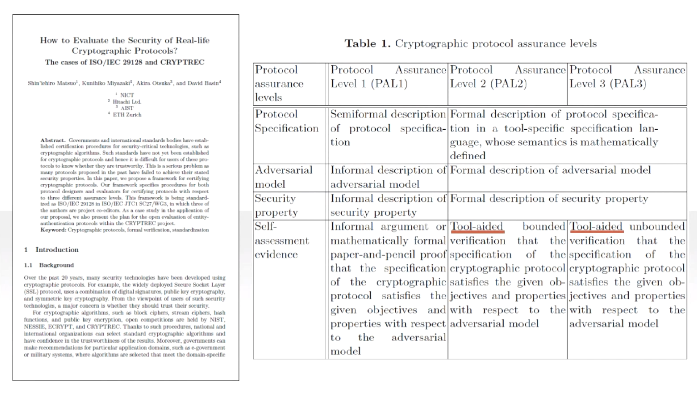 How to Evaluate the Security of Real-life
Cryptographic Protocols?
The cases of ISO/IEC 29128 and CRYPTREC
Shin'ichiro Matsuo¹, Kunihiko Miyazaki², Akira Otsuka³, and David Basin⁴
¹ NICT
² Hitachi Ltd.
³ AIST
⁴ ETH Zurich
Abstract. Governments and international standards bodies have estab-
lished certification procedures for security-critical technologies, such as
cryptographic algorithms. Such standards have not yet been established
for cryptographic protocols and hence it is difficult for users of these pro-
tocols to know whether they are trustworthy. This is a serious problem as
many protocols proposed in the past have failed to achieve their stated
security properties. In this paper, we propose a framework for certifying
cryptographic protocols. Our framework specifies procedures for both
protocol designers and evaluators for certifying protocols with respect
to three different assurance levels. This framework is being standard-
ized as ISO/IEC 29128 in ISO/IEC JTC1 SC27/WG3, in which three of
the authors are project co-editors. As a case study in the application of
our proposal, we also present the plan for the open evaluation of entity-
authentication protocols within the CRYPTREC project.
Keyword: Cryptographic protocols, formal verification, standardization
1 Introduction
1.1 Background
Over the past 20 years, many security technologies have been developed using
cryptographic protocols. For example, the widely deployed Secure Socket Layer
(SSL) protocol, uses a combination of digital signatures, public key cryptography,
and symmetric key cryptography. From the viewpoint of users of such security
technologies, a major concern is whether they should trust their security.
For cryptographic algorithms, such as block ciphers, stream ciphers, hash
functions, and public key encryption, open competitions are held by NIST,
NESSIE, ECRYPT, and CRYPTREC. Thanks to such procedures, national and
international organizations can select standard cryptographic algorithms and
have confidence in the trustworthiness of the results. Moreover, governments can
make recommendations for particular application domains, such as e-government
or military systems, where algorithms are selected that meet the domain-specific
Table 1. Cryptographic protocol assurance levels
Protocol assurance levels
Protocol Assurance Level 1 (PAL1)
Protocol Assurance Level 2 (PAL2)
Protocol Assurance Level 3 (PAL3)
Protocol Specification
Semiformal description of protocol specification
Formal description of protocol specification in a tool-specific specification language, whose semantics is mathematically defined
Adversarial model
Informal description of adversarial model
Formal description of adversarial model
Security property
Informal description of security property
Formal description of security property
Self-assessment evidence
Informal argument or mathematically formal paper-and-pencil proof that the specification of the cryptographic protocol satisfies the given objectives and properties with respect to the adversarial model
Tool-aided bounded verification that the specification of the cryptographic protocol satisfies the given objectives and properties with respect to the adversarial model
Tool-aided unbounded verification that the specification of the cryptographic protocol satisfies the given objectives and properties with respect to the adversarial model